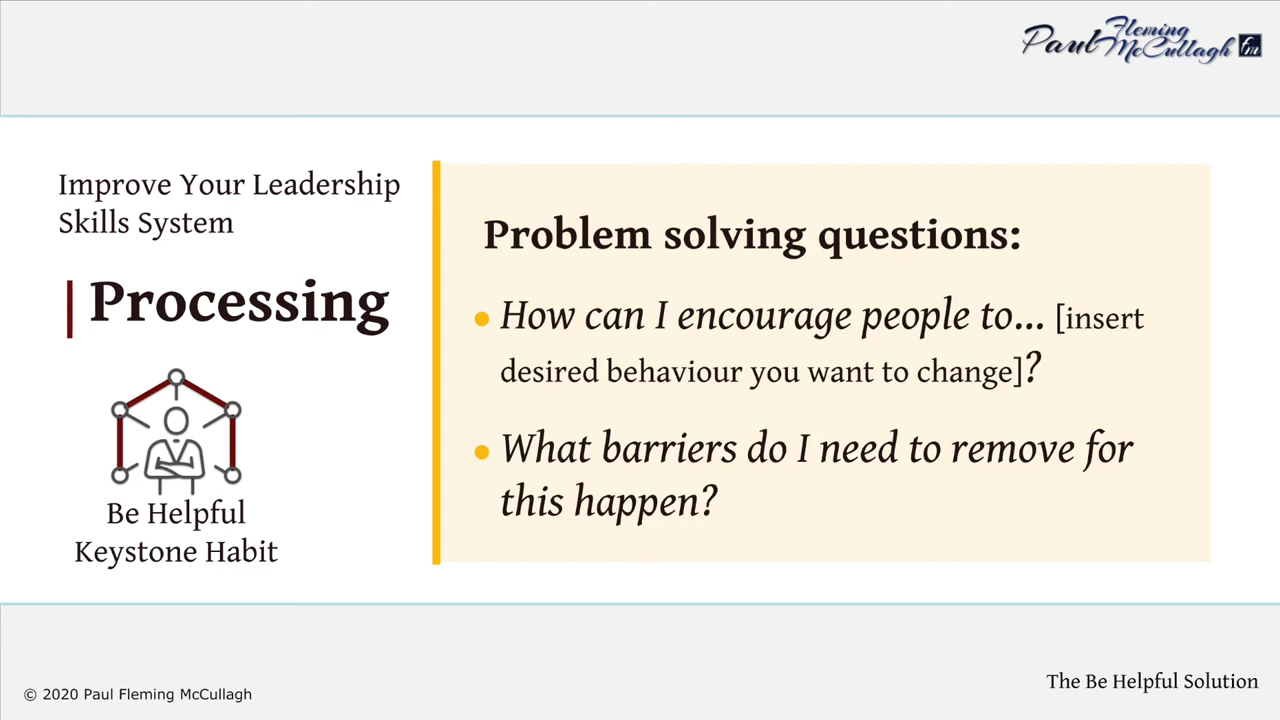 Paul Fleming McCullagh fm
Improve Your Leadership
Skills System
Processing
Be Helpful
Keystone Habit
Problem solving questions:
• How can I encourage people to... [insert
desired behaviour you want to change]?
• What barriers do I need to remove for
this happen?
© 2020 Paul Fleming McCullagh
The Be Helpful Solution